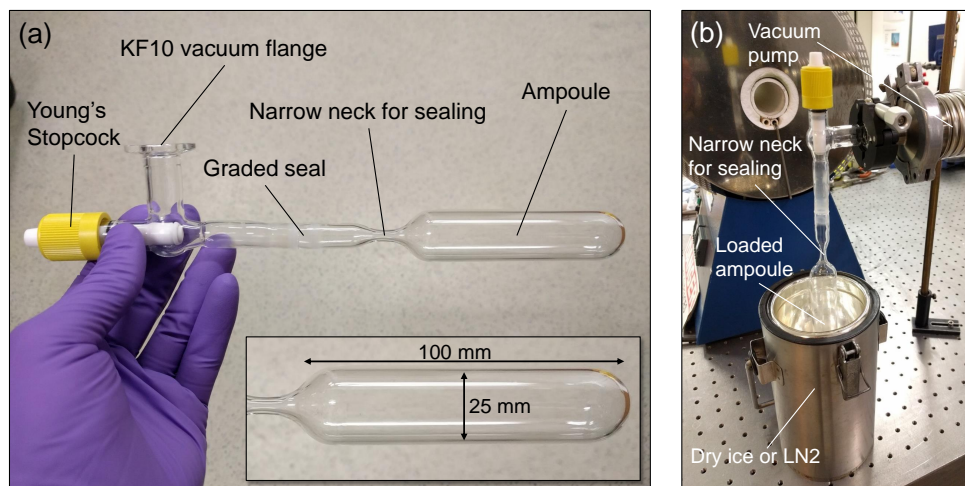 (a)
KF10 vacuum flange
Young's
Stopcock
Narrow neck for sealing
Ampoule
Graded seal
100 mm
25 mm
(b)
Vacuum
pump
Narrow neck
for sealing
Loaded
ampoule
Dry ice or LN2